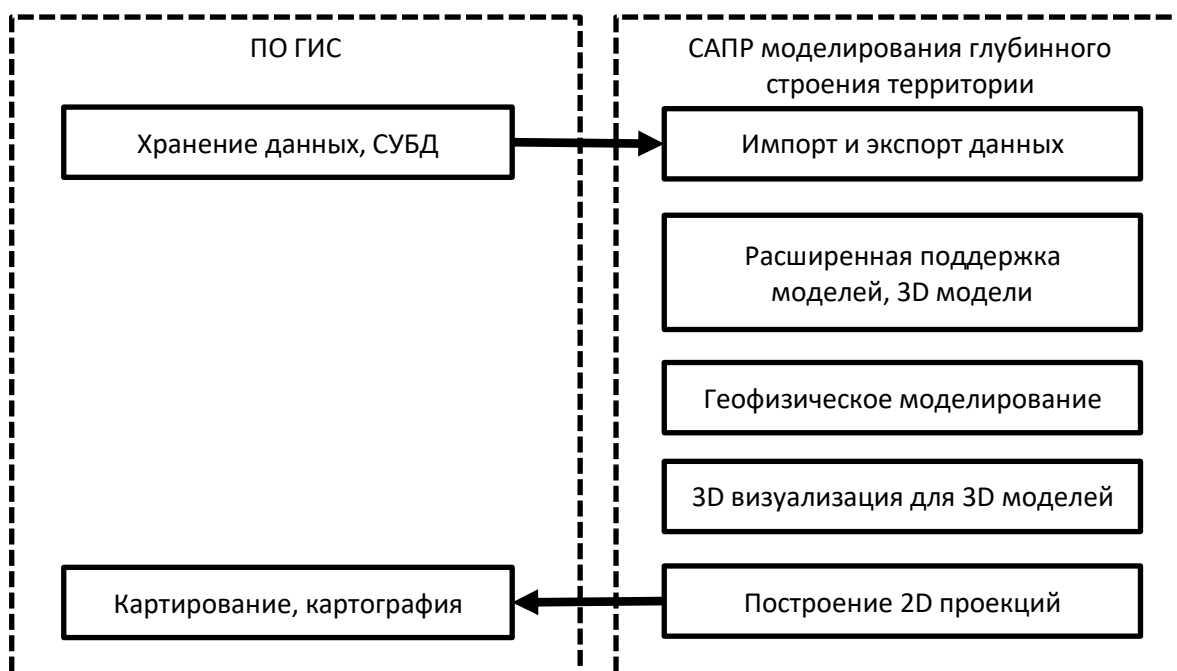 ПО ГИС
САПР моделирования глубинного
строения территории
Хранение данных, СУБД
Импорт и экспорт данных
Расширенная поддержка
моделей, 3D модели
Геофизическое моделирование
3D визуализация для 3D моделей
Картирование, картография
Построение 2D проекций